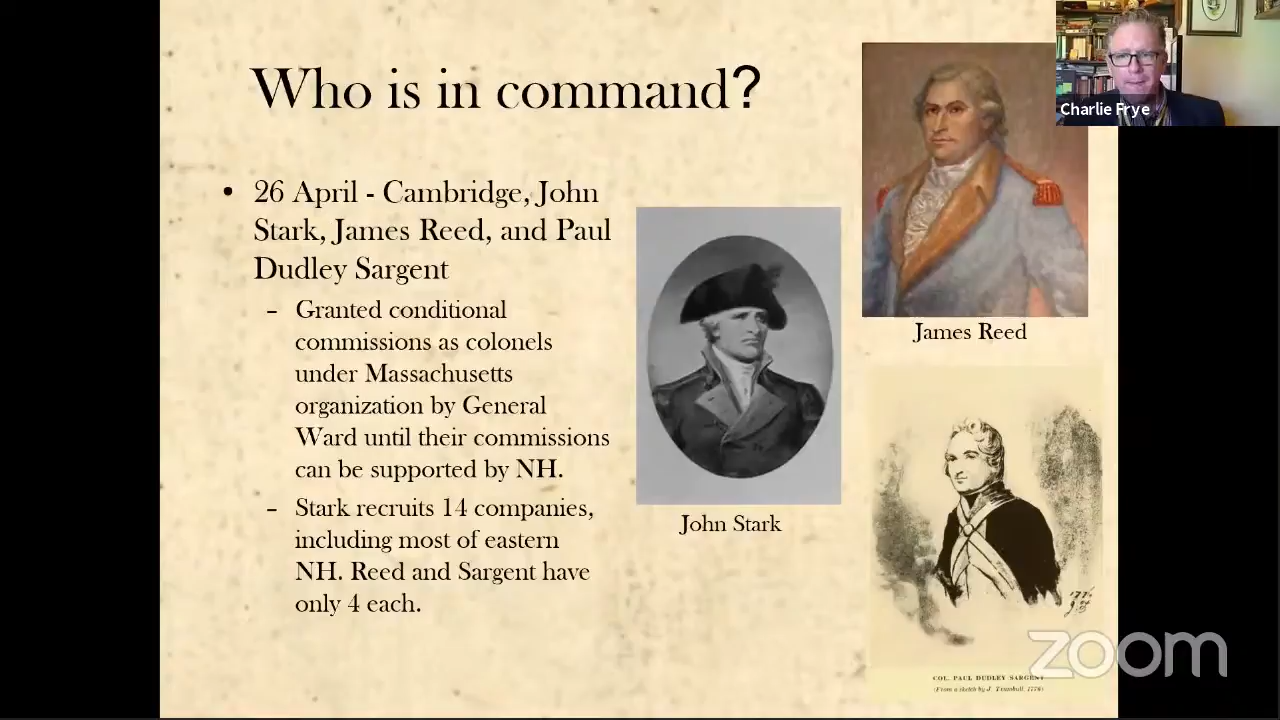 Who is in command?
Charlie Frye
• 26 April - Cambridge, John
Stark, James Reed, and Paul
Dudley Sargent
– Granted conditional
commissions as colonels
under Massachusetts
organization by General
Ward until their commissions
can be supported by NH.
– Stark recruits 14 companies,
including most of eastern
NH. Reed and Sargent have
only 4 each.
James Reed
John Stark
1776
COL. PAUL DUDLEY SARGENT
(From a sketch by J. Trumbull, 1776)
zoom